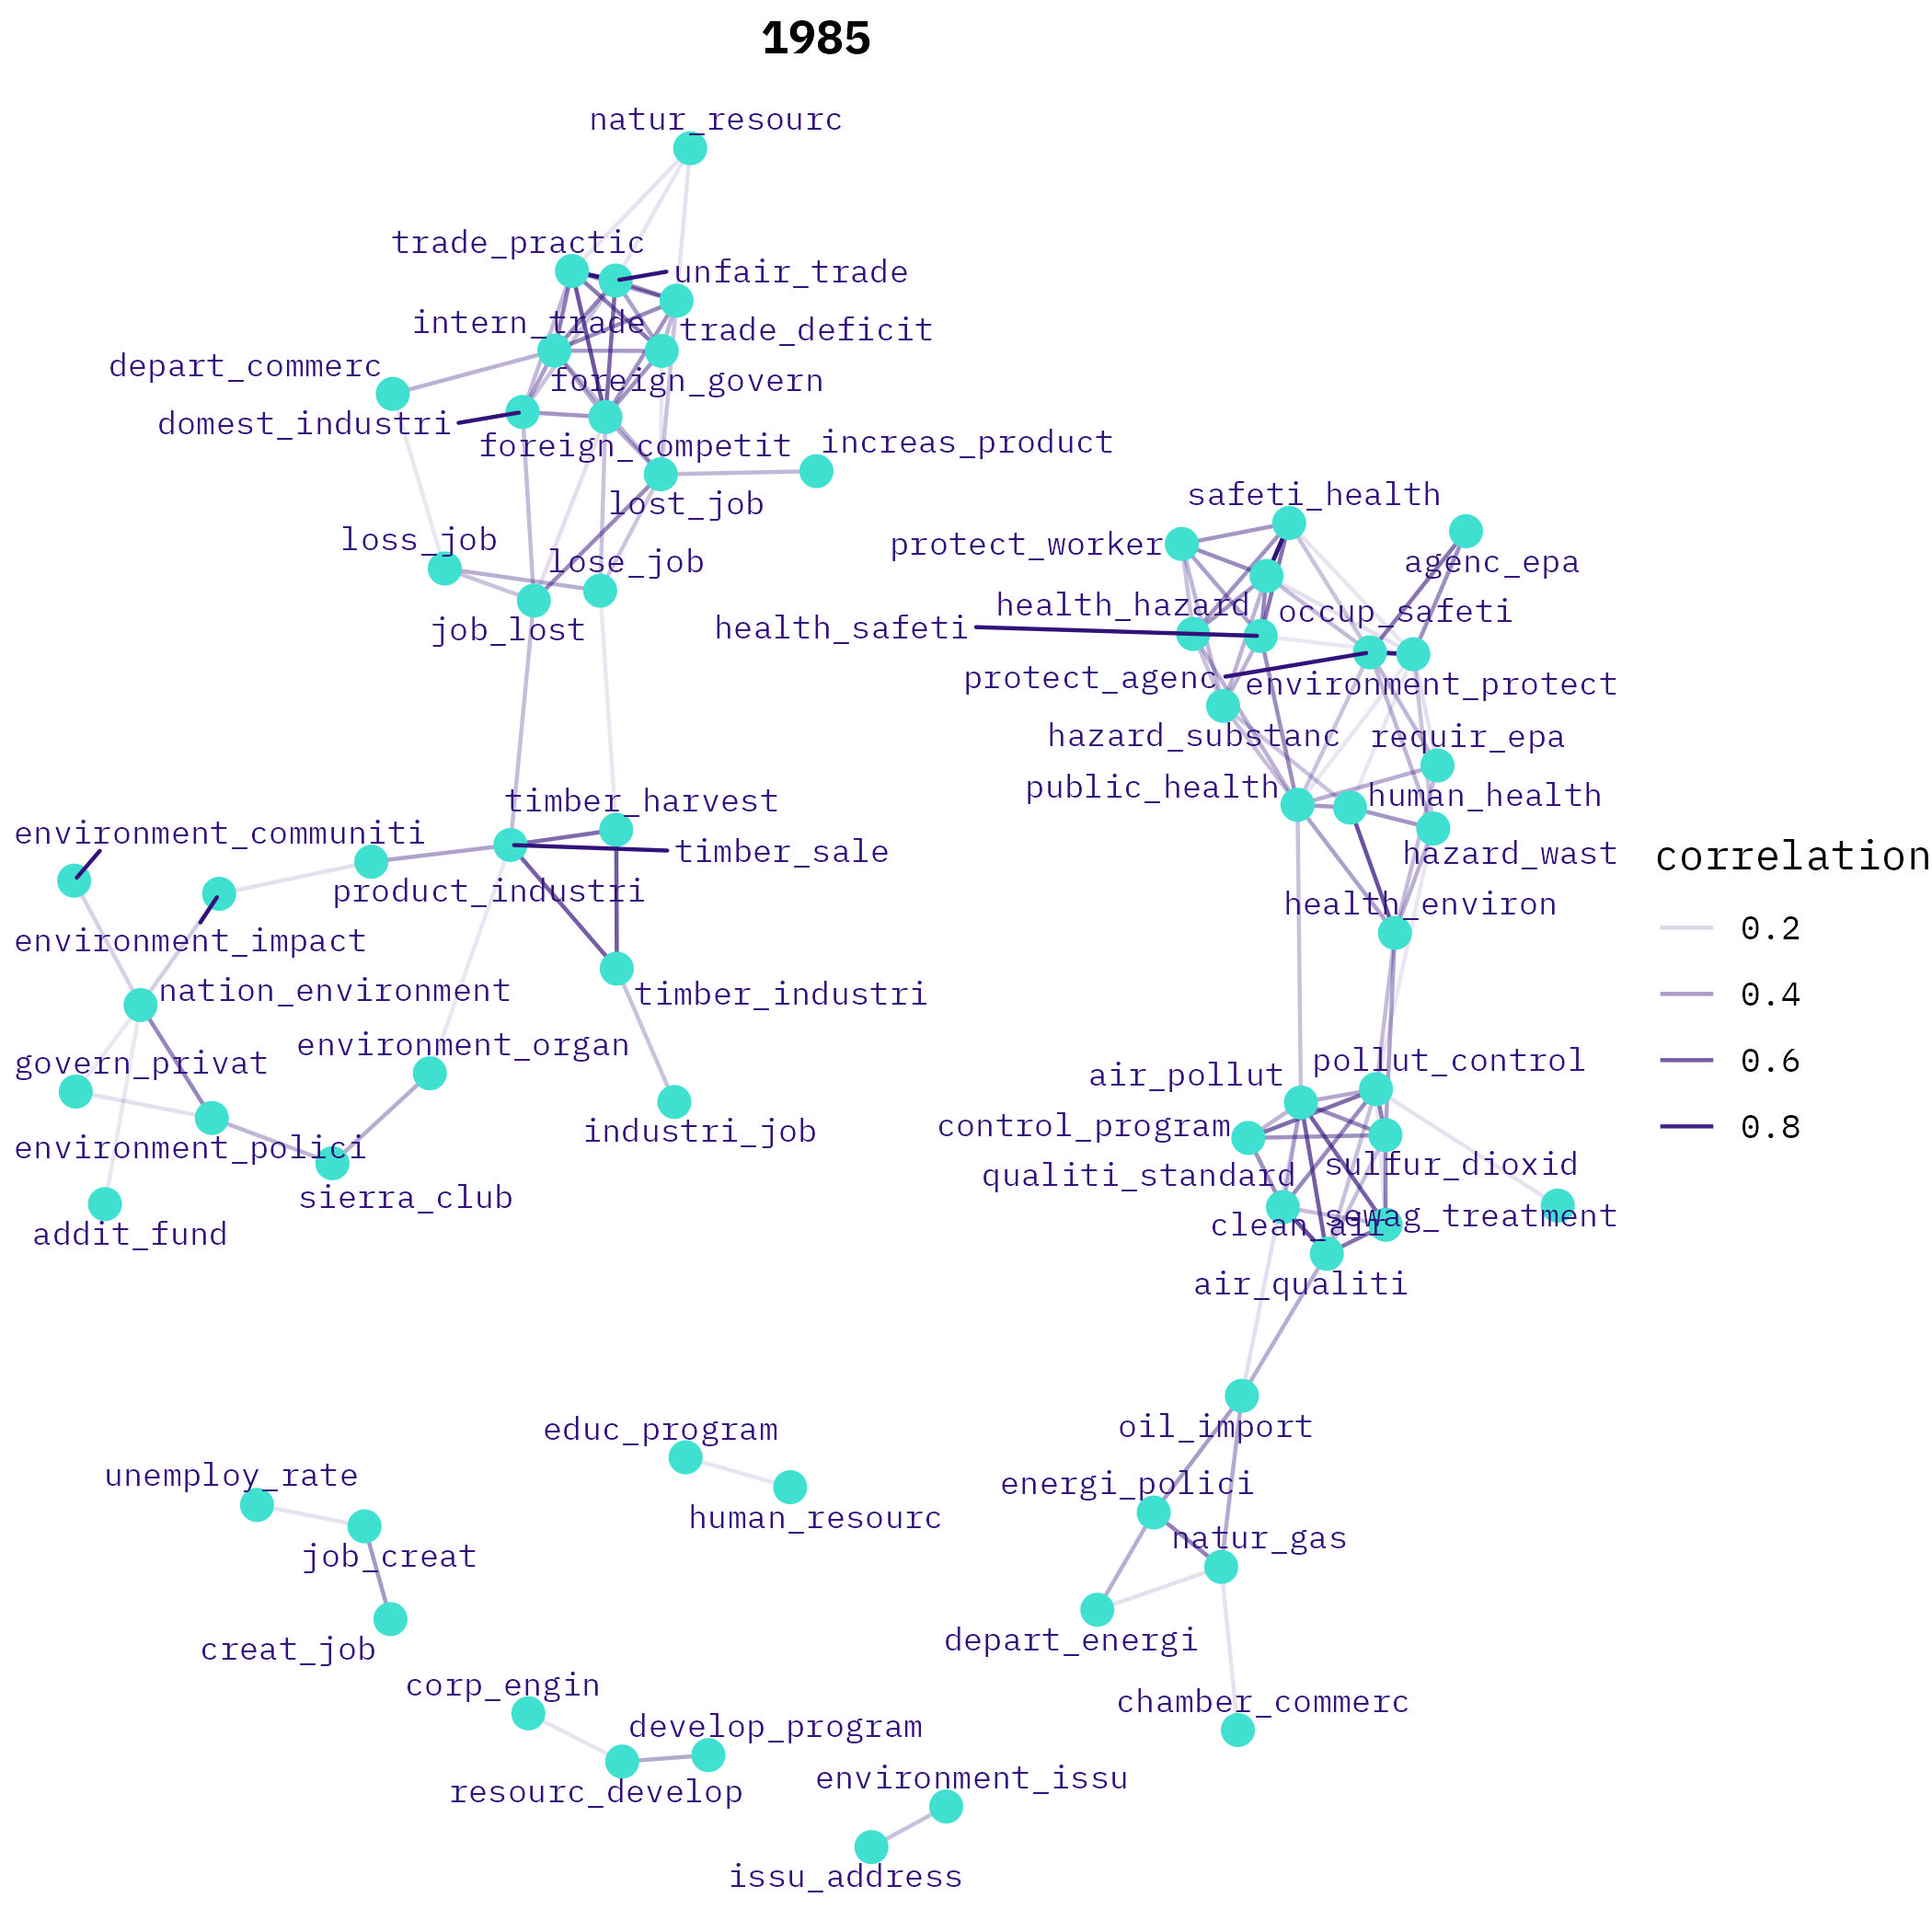 1985
natur_resourc
trade_practic
unfair_trade
intern_trade
trade_deficit
depart_commerc
foreign_govern
domest_industri
foreign_competit
increas_product
lost_job
loss_job
lose_job
job_lost
safeti_health
protect_worker
agenc_epa
health_hazard
occup_safeti
health_safeti
protect_agenc
environment_protect
hazard_substanc
requir_epa
public_health
human_health
hazard_wast
health_environ
timber_harvest
environment_communiti
timber_sale
product_industri
environment_impact
nation_environment
timber_industri
environment_organ
govern_privat
industri_job
environment_polici
sierra_club
addit_fund
air_pollut
pollut_control
control_program
qualiti_standard
sulfur_dioxid
clean_air
sewag_treatment
air_qualiti
oil_import
energi_polici
natur_gas
depart_energi
chamber_commerc
educ_program
human_resourc
unemploy_rate
job_creat
creat_job
corp_engin
develop_program
resourc_develop
environment_issu
issu_address
correlation
0.2
0.4
0.6
0.8